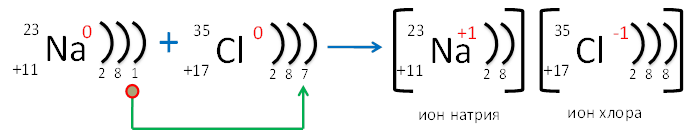 23 0 35 0 23 +1 35 -1
Na + Cl → [Na] [Cl]
+11 2 8 1 +17 2 8 7 +11 2 8 +17 2 8 8
ион натрия ион хлора